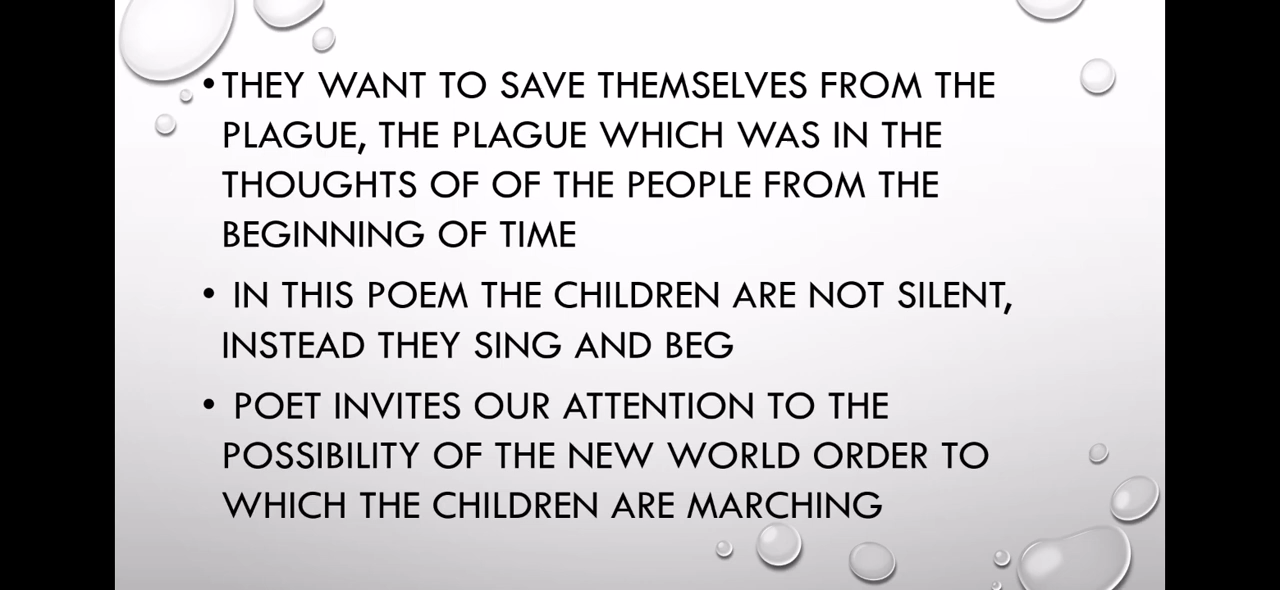 • THEY WANT TO SAVE THEMSELVES FROM THE
PLAGUE, THE PLAGUE WHICH WAS IN THE
THOUGHTS OF OF THE PEOPLE FROM THE
BEGINNING OF TIME
• IN THIS POEM THE CHILDREN ARE NOT SILENT,
INSTEAD THEY SING AND BEG
• POET INVITES OUR ATTENTION TO THE
POSSIBILITY OF THE NEW WORLD ORDER TO
WHICH THE CHILDREN ARE MARCHING